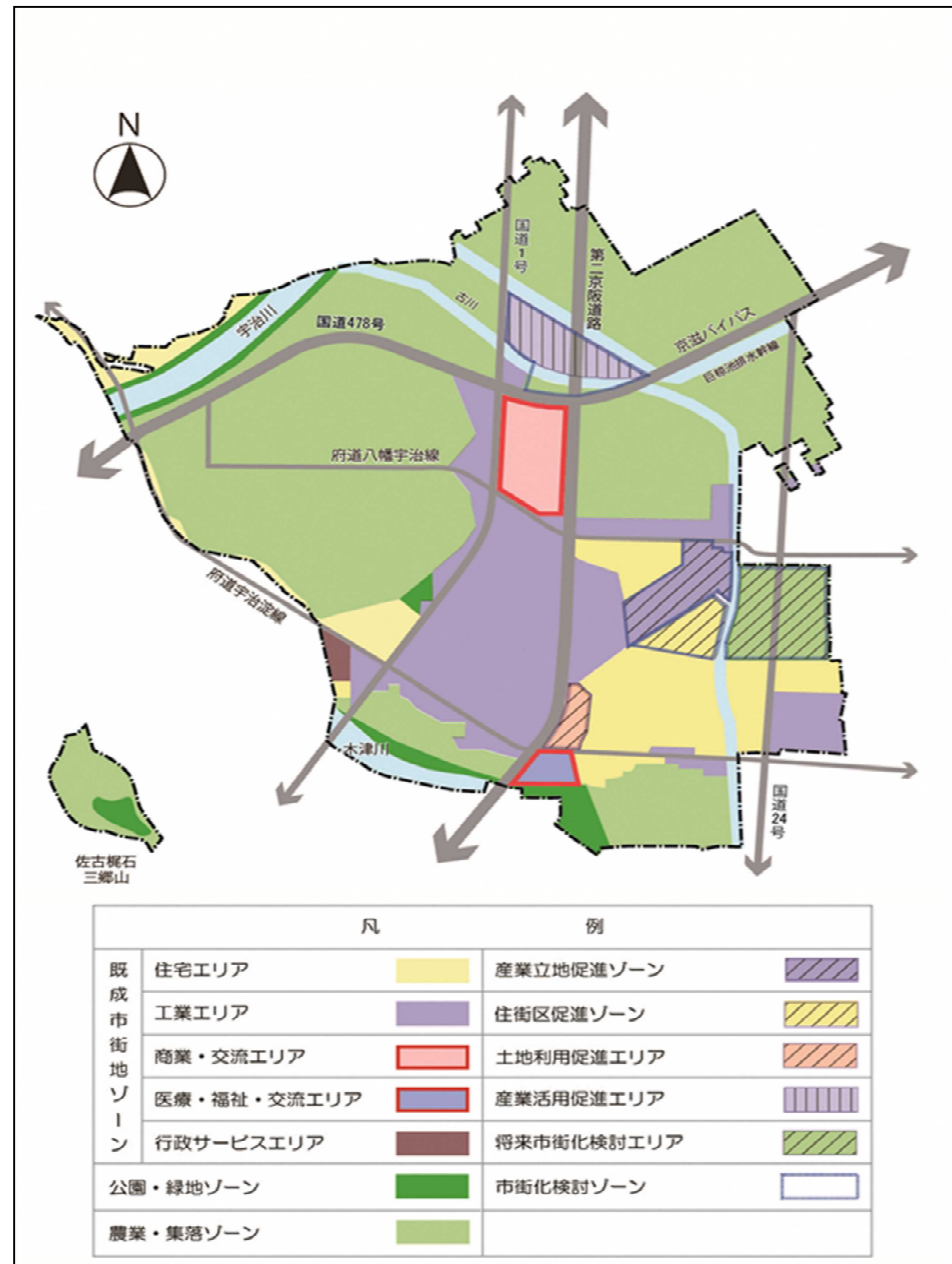 N
国道1号
第二京阪道路
古川
宇治川
国道478号
京滋バイパス
巨椋池排水幹線
府道八幡宇治線
府道宇治淀線
木津川
国道24号
佐古梶石
三郷山
凡 例
既成市街地ゾーン
住宅エリア
産業立地促進ゾーン
工業エリア
住街区促進ゾーン
商業・交流エリア
土地利用促進エリア
医療・福祉・交流エリア
産業活用促進エリア
行政サービスエリア
将来市街化検討エリア
公園・緑地ゾーン
市街化検討ゾーン
農業・集落ゾーン